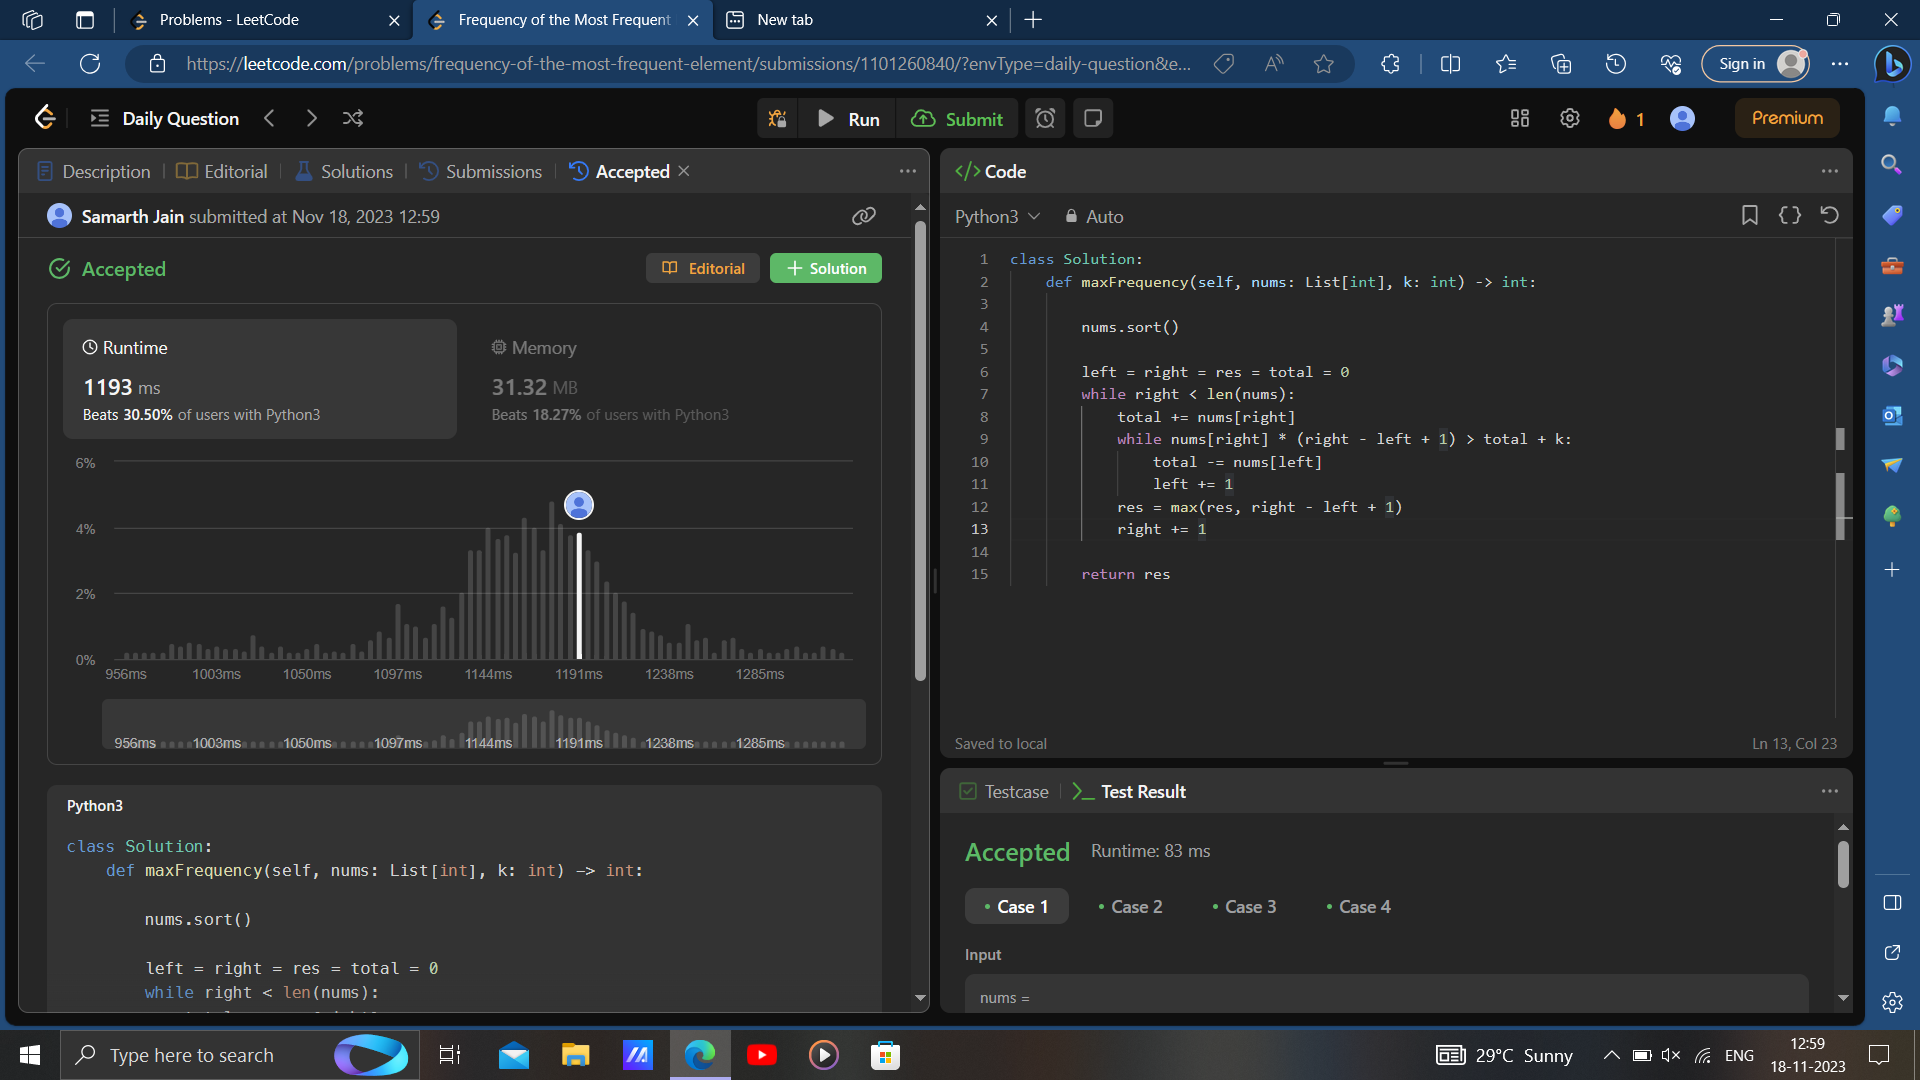 Problems - LeetCode
Frequency of the Most Frequent
New tab
https://leetcode.com/problems/frequency-of-the-most-frequent-element/submissions/1101260840/?envType=daily-question&e...
Sign in
Daily Question
Run
Submit
1
Premium
Description
Editorial
Solutions
Submissions
Accepted
Samarth Jain submitted at Nov 18, 2023 12:59
Accepted
Editorial
Solution
Runtime
1193 ms
Beats 30.50% of users with Python3
Memory
31.32 MB
Beats 18.27% of users with Python3
6%
4%
2%
0%
956ms 1003ms 1050ms 1097ms 1144ms 1191ms 1238ms 1285ms
956ms 1003ms 1050ms 1097ms 1144ms 1191ms 1238ms 1285ms
Python3
class Solution:
def maxFrequency(self, nums: List[int], k: int) -> int:
nums.sort()
left = right = res = total = 0
while right < len(nums):
</> Code
Python3
Auto
1 class Solution:
2 def maxFrequency(self, nums: List[int], k: int) -> int:
3
4 nums.sort()
5
6 left = right = res = total = 0
7 while right < len(nums):
8 total += nums[right]
9 while nums[right] * (right - left + 1) > total + k:
10 total -= nums[left]
11 left += 1
12 res = max(res, right - left + 1)
13 right += 1
14
15 return res
Saved to local
Ln 13, Col 23
Testcase
Test Result
Accepted
Runtime: 83 ms
Case 1
Case 2
Case 3
Case 4
Input
nums =
Type here to search
29°C Sunny
ENG
12:59
18-11-2023